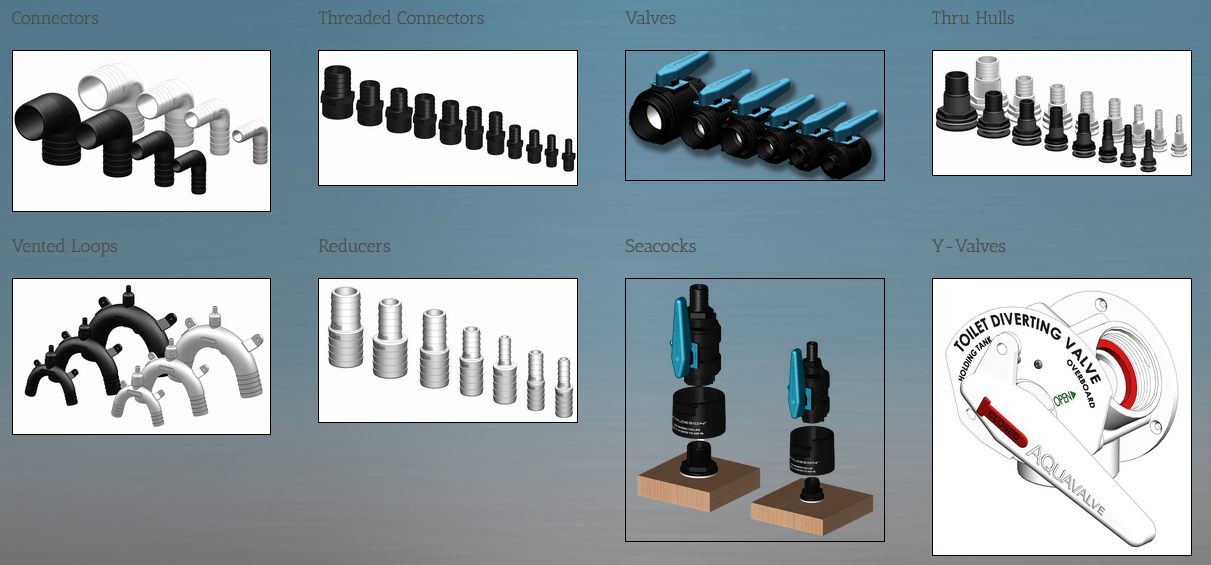 Connectors
Threaded Connectors
Valves
Thru Hulls
Vented Loops
Reducers
Seacocks
Y-Valves
TOILET DIVERTING VALVE
HOLDING TANK
OVERBOARD
OPEN
CLOSED
AQUAVALVE